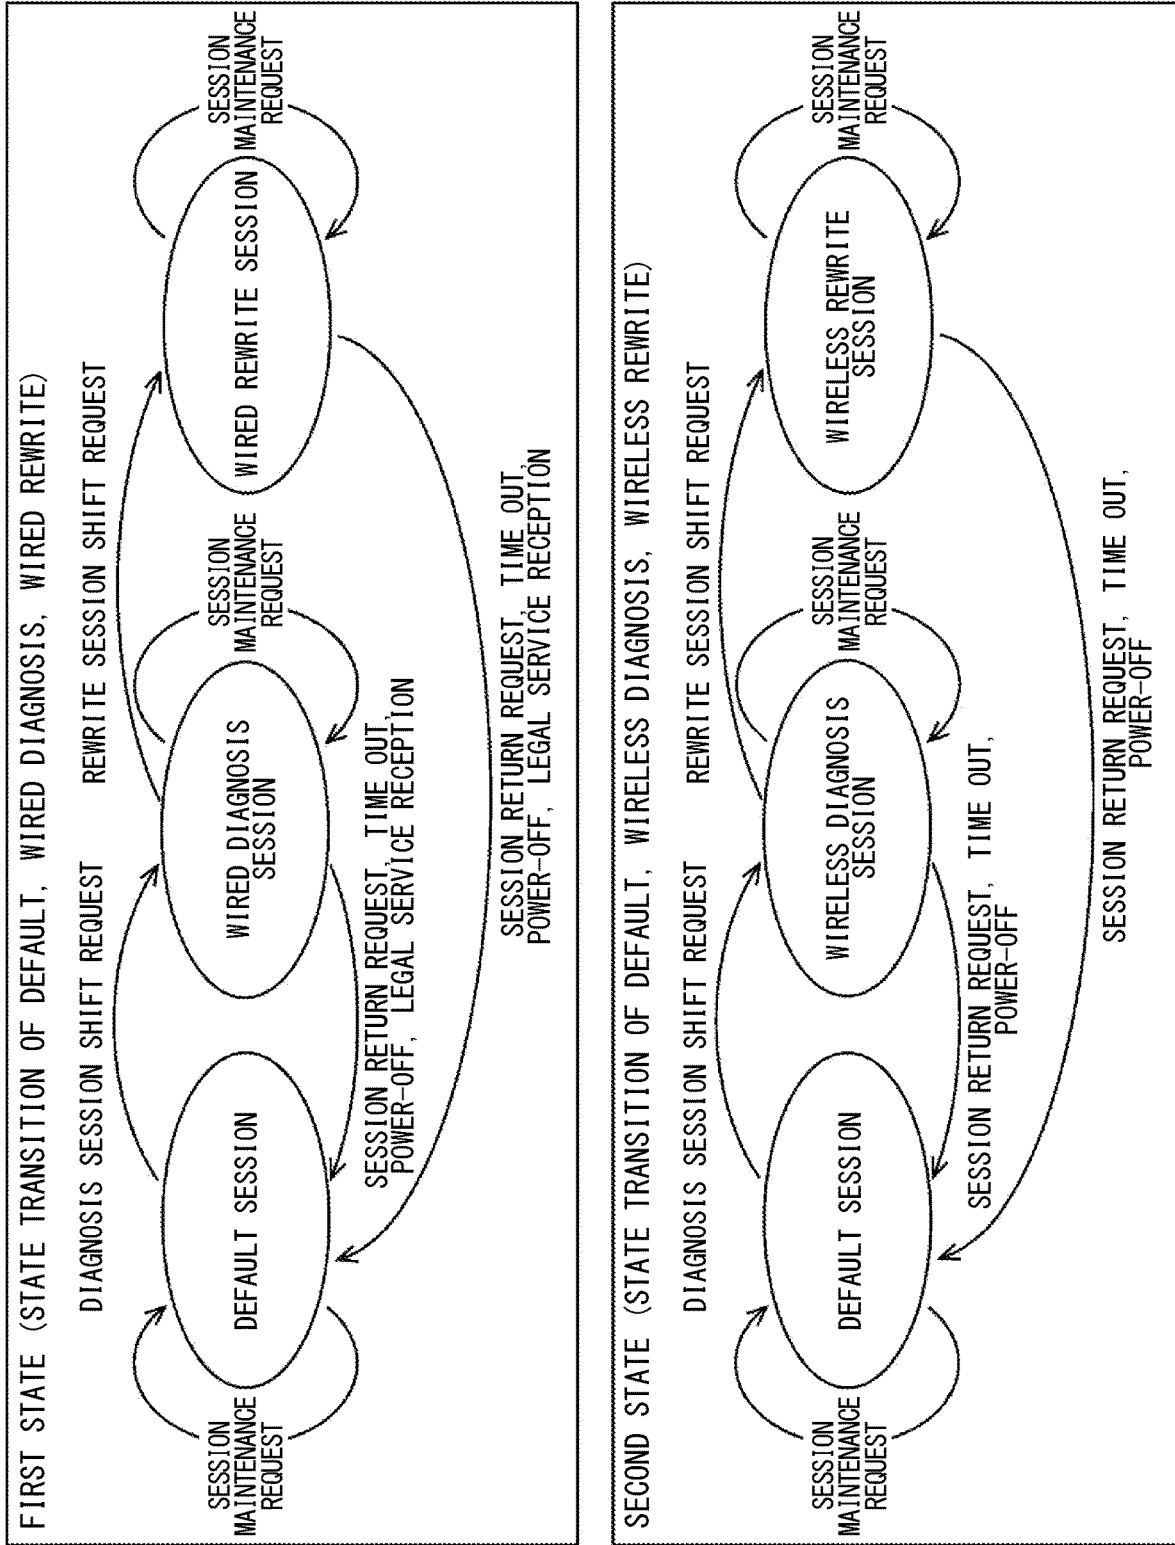 FIRST STATE (STATE TRANSITION OF DEFAULT, WIRED DIAGNOSIS, WIRED REWRITE)
DIAGNOSIS SESSION SHIFT REQUEST
REWRITE SESSION SHIFT REQUEST
SESSION
MAINTENANCE
REQUEST
DEFAULT SESSION
WIRED DIAGNOSIS
SESSION
SESSION
MAINTENANCE
REQUEST
WIRED REWRITE SESSION
SESSION
MAINTENANCE
REQUEST
SESSION RETURN REQUEST, TIME OUT,
POWER-OFF, LEGAL SERVICE RECEPTION
SESSION RETURN REQUEST, TIME OUT,
POWER-OFF, LEGAL SERVICE RECEPTION
SECOND STATE (STATE TRANSITION OF DEFAULT, WIRELESS DIAGNOSIS, WIRELESS REWRITE)
DIAGNOSIS SESSION SHIFT REQUEST
REWRITE SESSION SHIFT REQUEST
SESSION
MAINTENANCE
REQUEST
DEFAULT SESSION
WIRELESS DIAGNOSIS
SESSION
SESSION
MAINTENANCE
REQUEST
WIRELESS REWRITE
SESSION
SESSION
MAINTENANCE
REQUEST
SESSION RETURN REQUEST, TIME OUT,
POWER-OFF
SESSION RETURN REQUEST, TIME OUT,
POWER-OFF